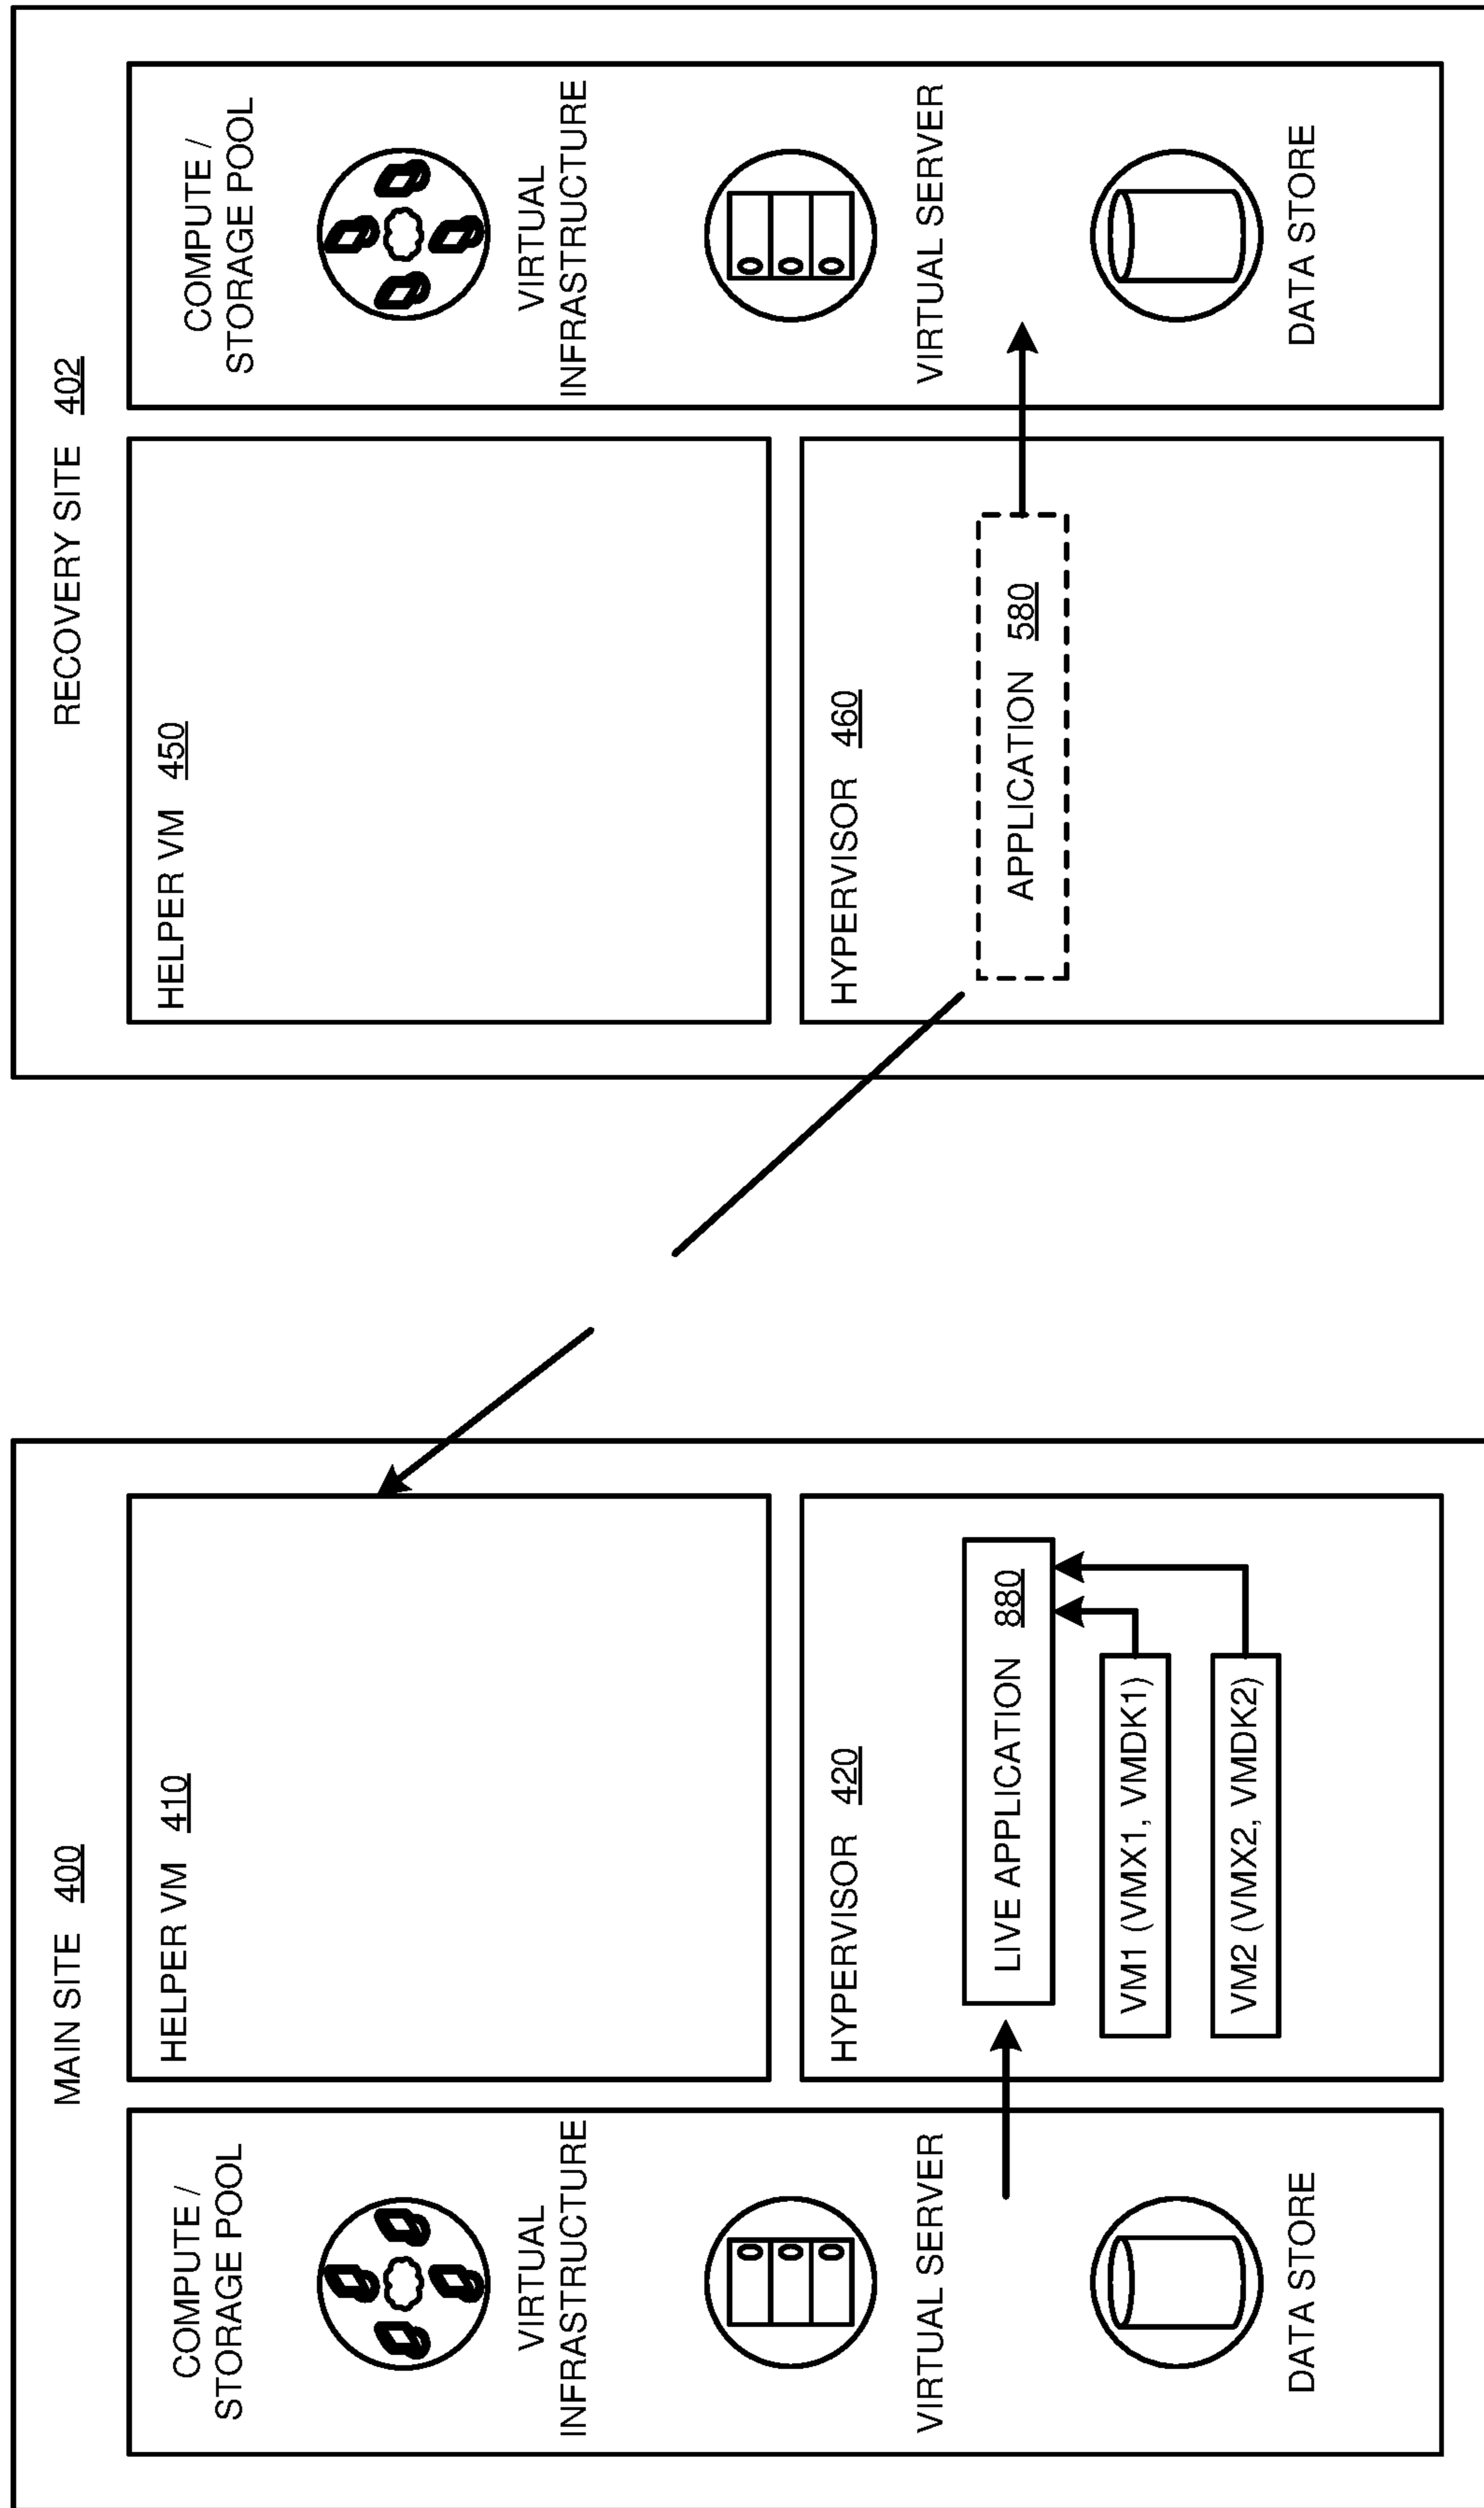 MAIN SITE 400
COMPUTE /
STORAGE POOL
VIRTUAL
INFRASTRUCTURE
VIRTUAL SERVER
DATA STORE
HELPER VM 410
HYPERVISOR 420
LIVE APPLICATION 880
VM1 (VMX1, VMDK1)
VM2 (VMX2, VMDK2)
RECOVERY SITE 402
HELPER VM 450
HYPERVISOR 460
APPLICATION 580
COMPUTE /
STORAGE POOL
VIRTUAL
INFRASTRUCTURE
VIRTUAL SERVER
DATA STORE